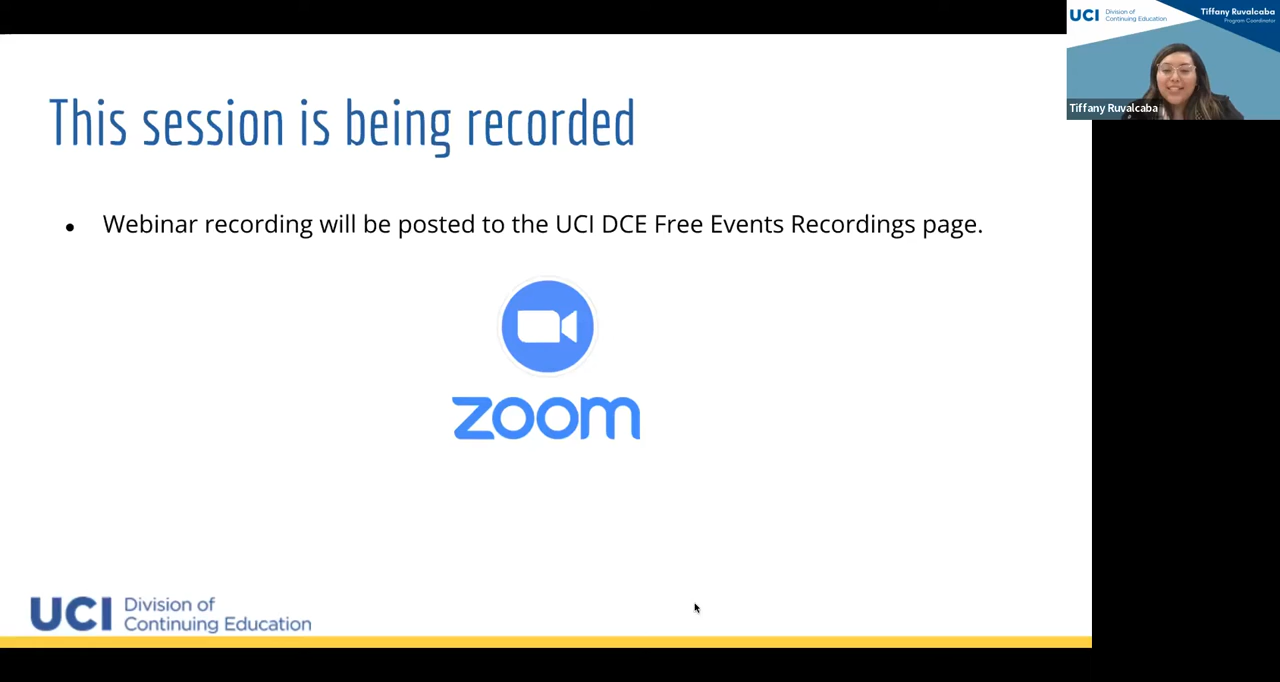 UCI Division of
Continuing Education
Tiffany Ruvalcaba
Program Coordinator
Tiffany Ruvalcaba
This session is being recorded
• Webinar recording will be posted to the UCI DCE Free Events Recordings page.
zoom
UCI Division of
Continuing Education